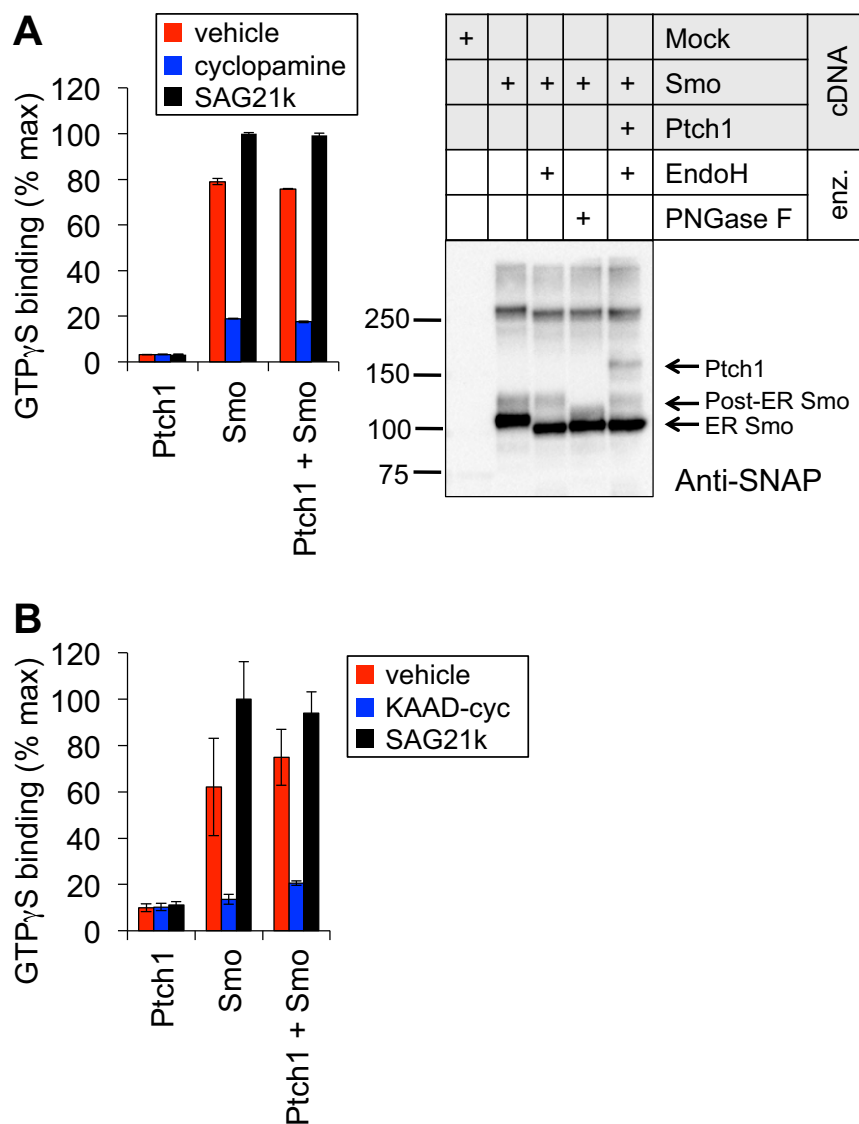 A
vehicle
cyclopamine
SAG21k
GTPγS binding (% max)
120
100
80
60
40
20
0
Ptch1
Smo
Ptch1 + Smo
+ Mock
+ + + + Smo
+ Ptch1
cDNA
+ + EndoH
+ PNGase F
enz.
250
150
100
75
Ptch1
Post-ER Smo
ER Smo
Anti-SNAP
B
vehicle
KAAD-cyc
SAG21k
GTPγS binding (% max)
120
100
80
60
40
20
0
Ptch1
Smo
Ptch1 + Smo